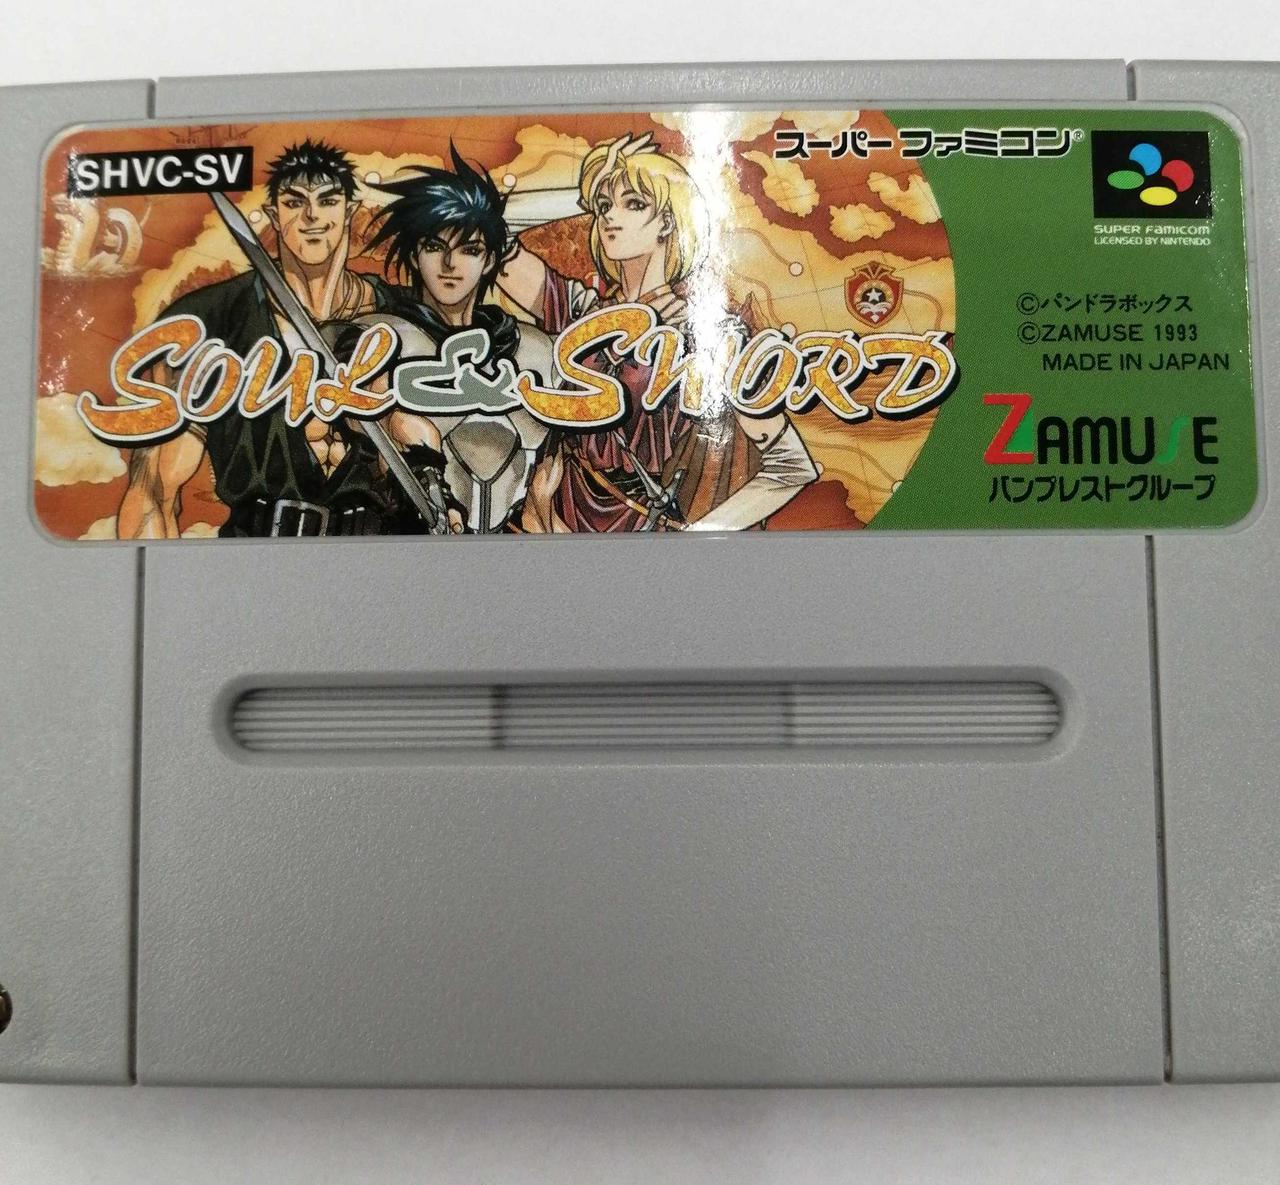 SHVC-SV
スーパーファミコン®
SUPER FAMICOM
LICENSED BY NINTENDO
SOUL & SWORD
©パンドラボックス
©ZAMUSE 1993
MADE IN JAPAN
ZAMUSE
バンプレストグループ